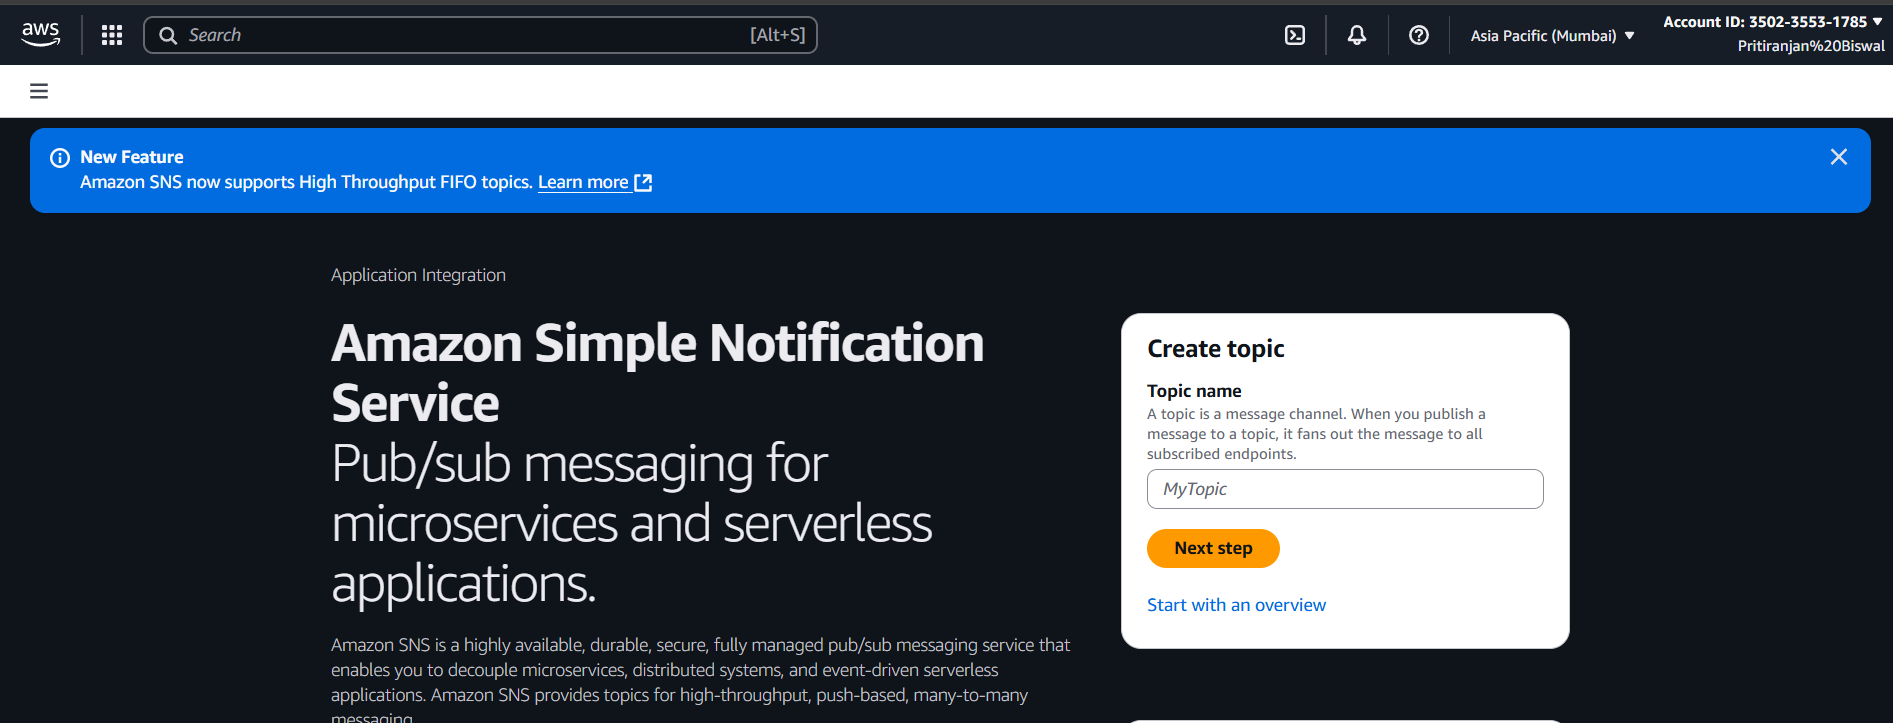 aws
Search [Alt+S]
Asia Pacific (Mumbai)
Account ID: 3502-3553-1785
Pritiranjan%20Biswal
New Feature
Amazon SNS now supports High Throughput FIFO topics. Learn more
Application Integration
Amazon Simple Notification
Service
Pub/sub messaging for
microservices and serverless
applications.
Amazon SNS is a highly available, durable, secure, fully managed pub/sub messaging service that
enables you to decouple microservices, distributed systems, and event-driven serverless
applications. Amazon SNS provides topics for high-throughput, push-based, many-to-many
messaging.
Create topic
Topic name
A topic is a message channel. When you publish a
message to a topic, it fans out the message to all
subscribed endpoints.
MyTopic
Next step
Start with an overview